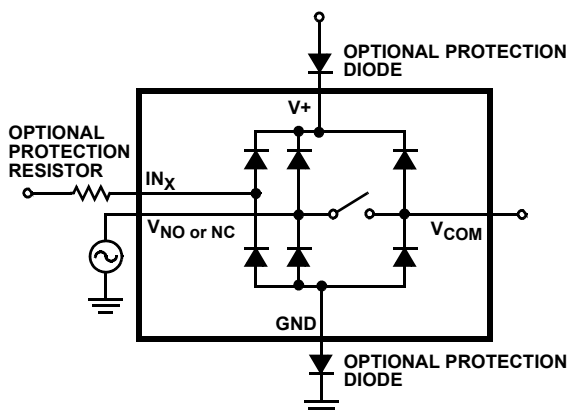 OPTIONAL PROTECTION
DIODE
V+
OPTIONAL
PROTECTION
RESISTOR
INX
VNO or NC
VCOM
GND
OPTIONAL PROTECTION
DIODE